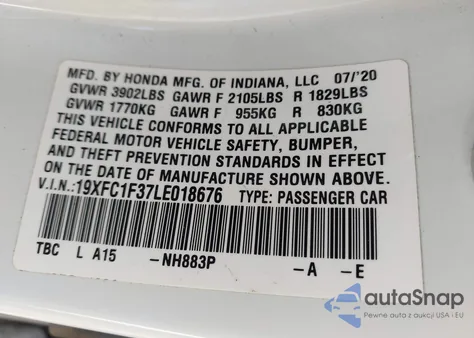 MFD. BY HONDA MFG. OF INDIANA, LLC 07/'20
GVWR 3902LBS GAWR F 2105LBS R 1829LBS
GVWR 1770KG GAWR F 955KG R 830KG
THIS VEHICLE CONFORMS TO ALL APPLICABLE
FEDERAL MOTOR VEHICLE SAFETY, BUMPER,
AND THEFT PREVENTION STANDARDS IN EFFECT
ON THE DATE OF MANUFACTURE SHOWN ABOVE.
V.I.N.:19XFC1F37LE018676 TYPE: PASSENGER CAR
TBC L A15 -NH883P -A -E
autoSnap
Pewne auta z USA i EU